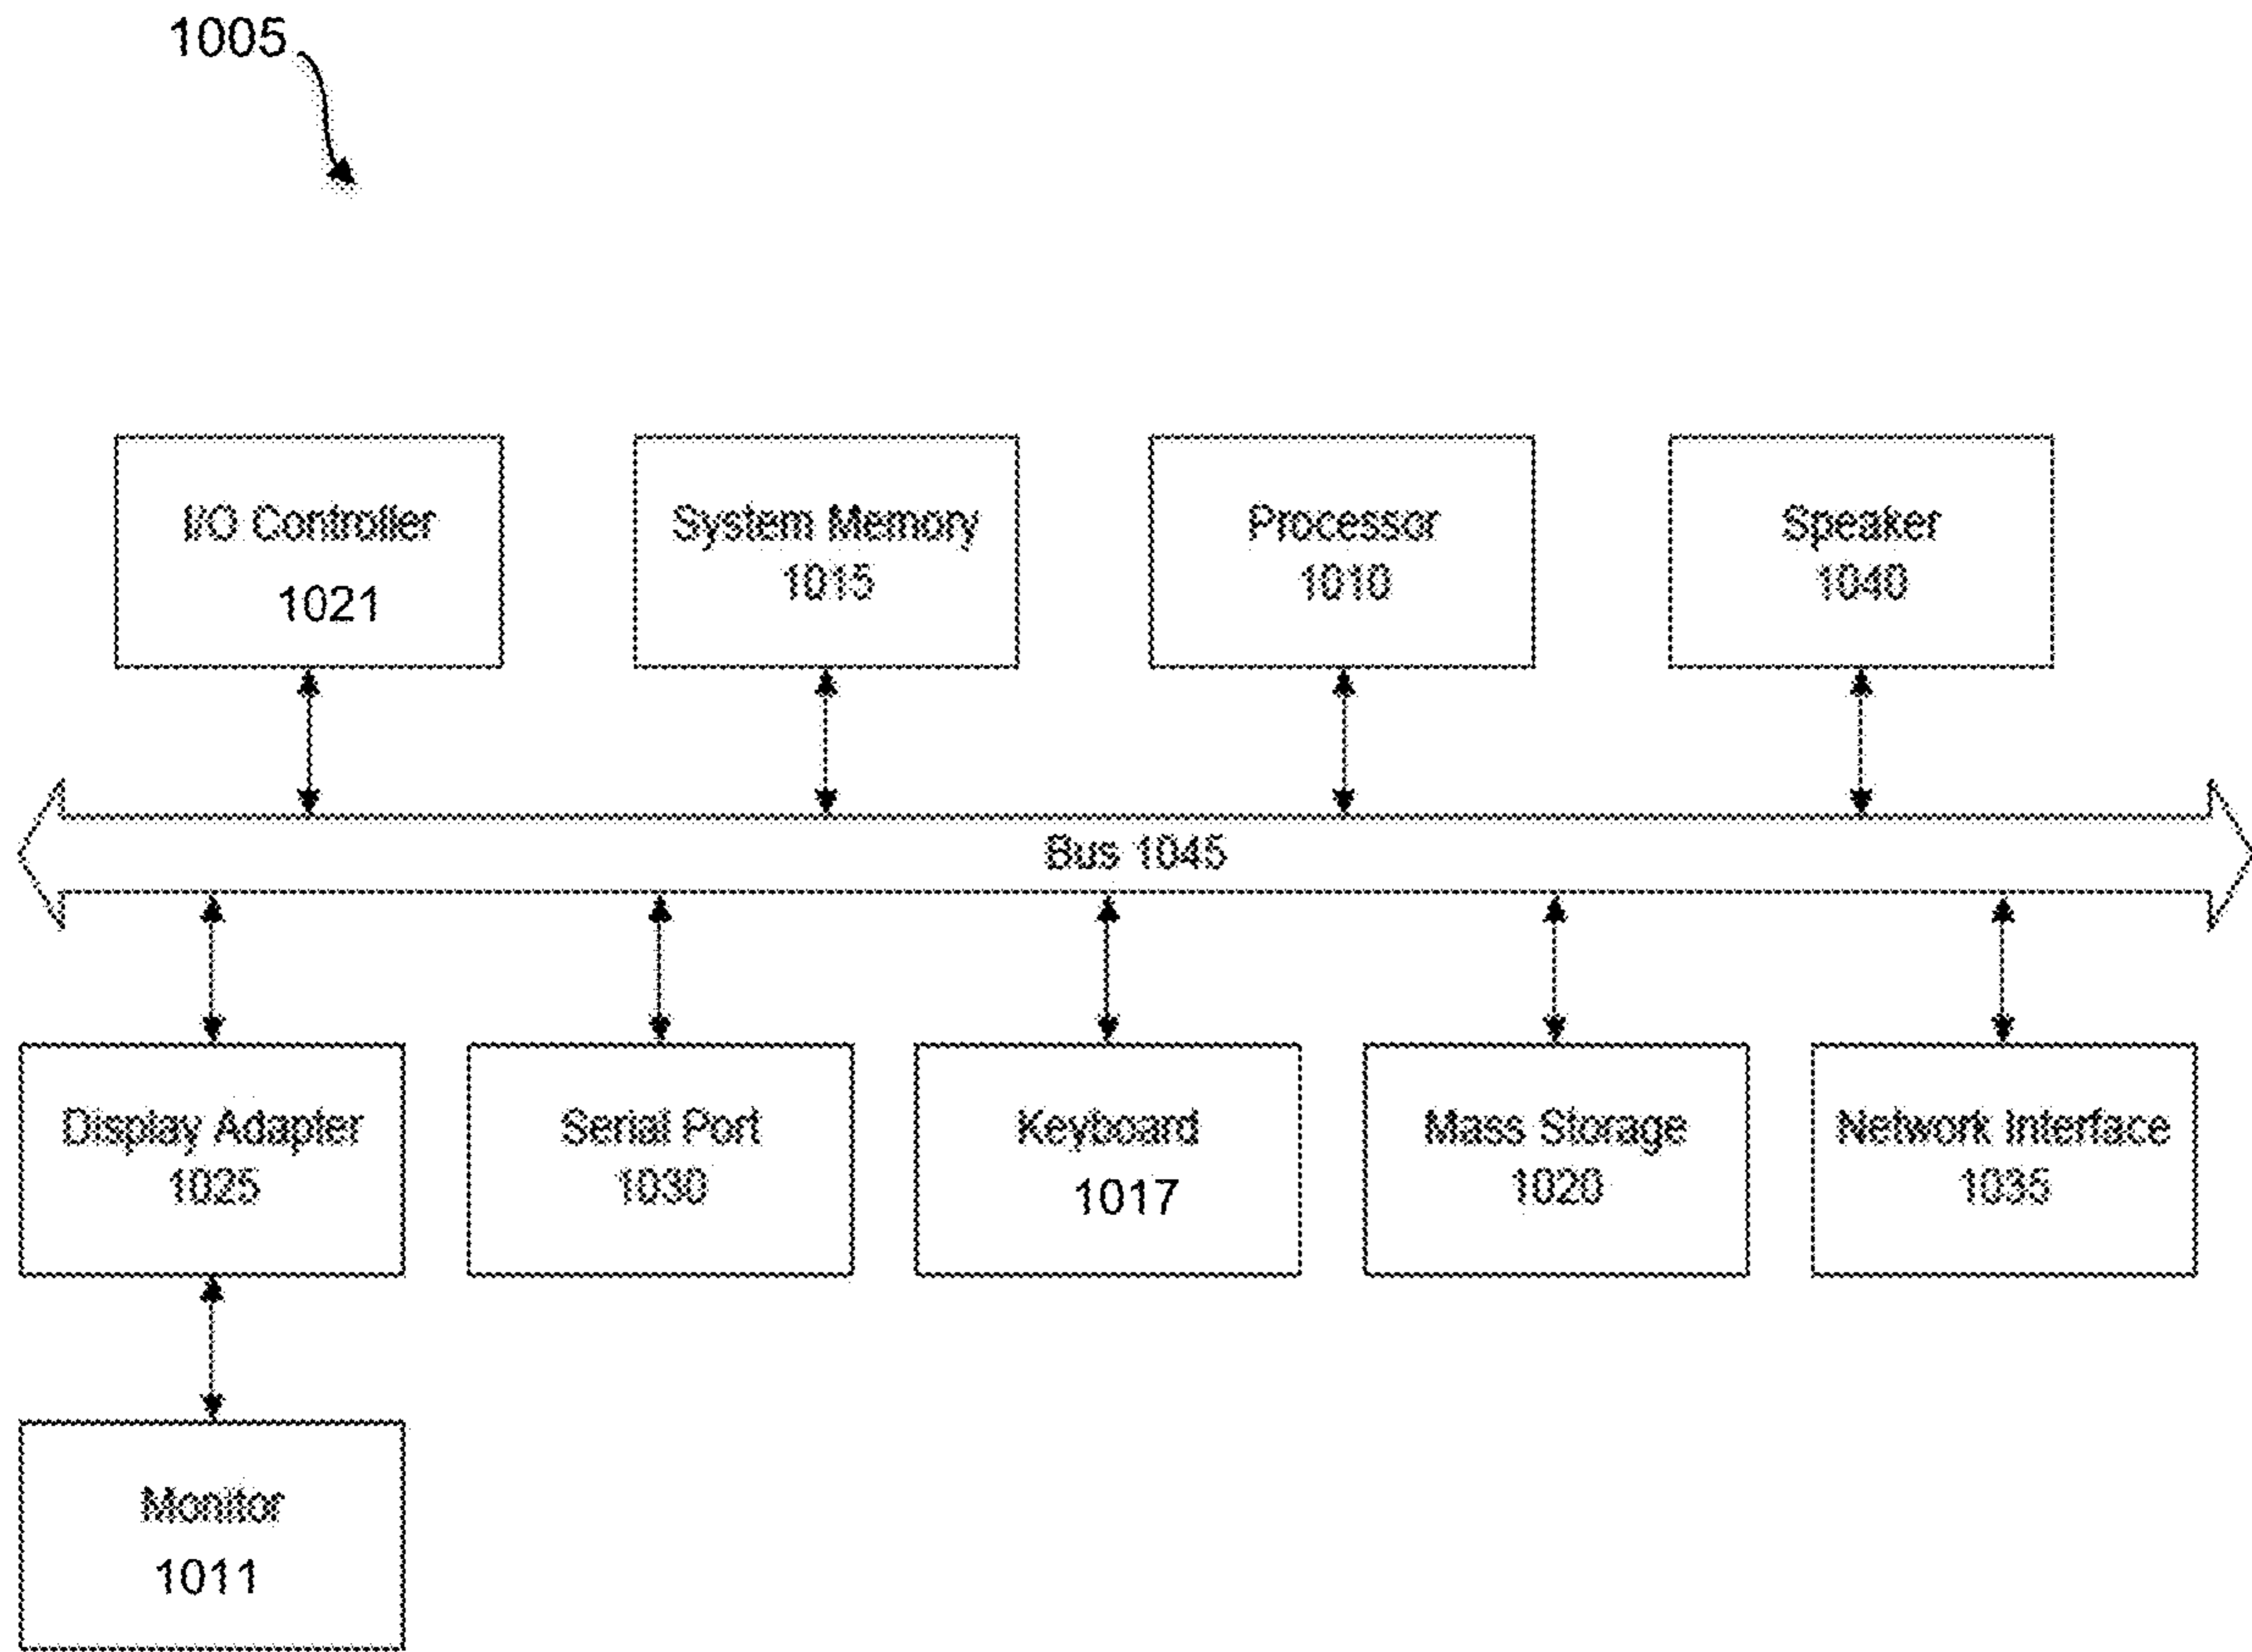 1005
I/O Controller
1021
System Memory
1015
Processor
1010
Speaker
1040
Bus 1045
Display Adapter
1025
Serial Port
1030
Keyboard
1017
Mass Storage
1020
Network Interface
1035
Monitor
1011